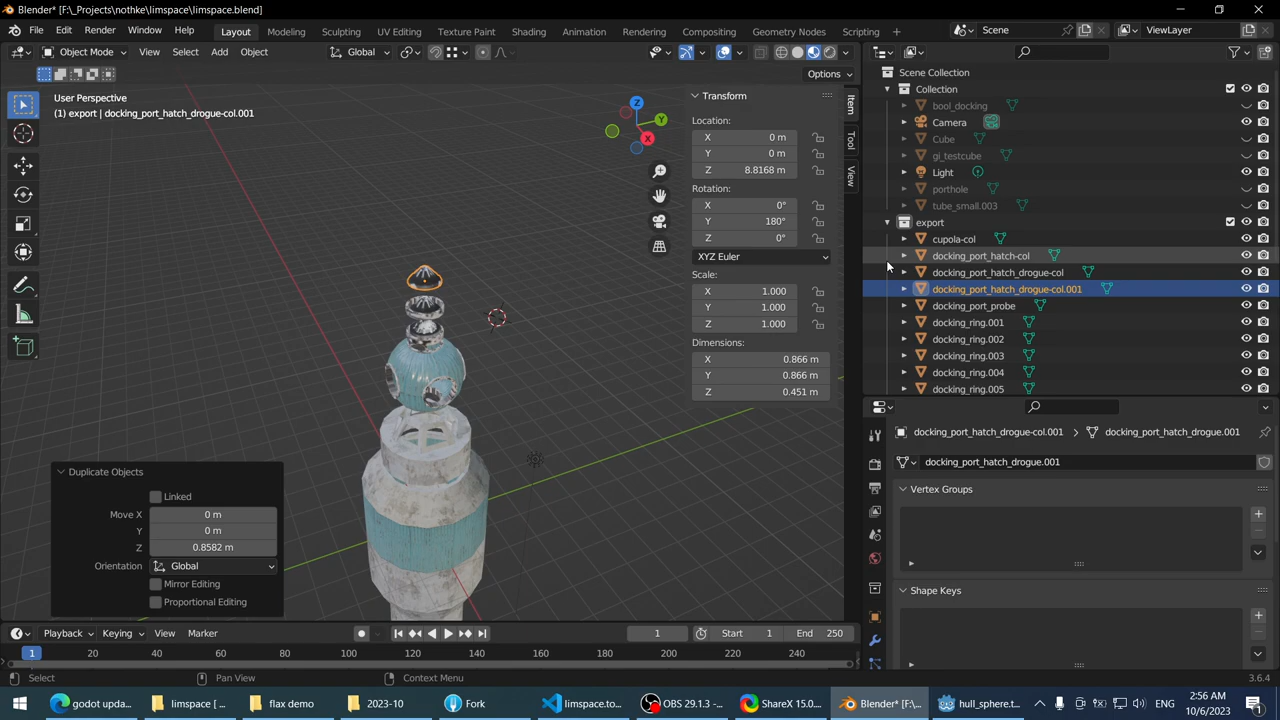 Blender* [F:\_Projects\nothke\limspace\limspace.blend]
File Edit Render Window Help Layout Modeling Sculpting UV Editing Texture Paint Shading Animation Rendering Compositing Geometry Nodes Scripting + Scene ViewLayer
Object Mode View Select Add Object Global
Options
User Perspective
(1) export | docking_port_hatch_drogue-col.001
Z
Y
X
Item
Tool
View
Transform
Location:
X 0 m
Y 0 m
Z 8.8168 m
Rotation:
X 0°
Y 180°
Z 0°
XYZ Euler
Scale:
X 1.000
Y 1.000
Z 1.000
Dimensions:
X 0.866 m
Y 0.866 m
Z 0.451 m
Duplicate Objects
Linked
Move X 0 m
Y 0 m
Z 0.8582 m
Orientation Global
Mirror Editing
Proportional Editing
Scene Collection
Collection
bool_docking
Camera
Cube
gi_testcube
Light
porthole
tube_small.003
export
cupola-col
docking_port_hatch-col
docking_port_hatch_drogue-col
docking_port_hatch_drogue-col.001
docking_port_probe
docking_ring.001
docking_ring.002
docking_ring.003
docking_ring.004
docking_ring.005
docking_port_hatch_drogue-col.001 > docking_port_hatch_drogue.001
docking_port_hatch_drogue.001
Vertex Groups
Shape Keys
Playback Keying View Marker 1 Start 1 End 250
1 20 40 60 80 100 120 140 160 180 200 220 240
Select Pan View Context Menu 3.6.4
godot upda... limspace [ ... flax demo 2023-10 Fork limspace.to... OBS 29.1.3 -... ShareX 15.0... Blender* [F:\... hull_sphere.t... ENG 2:56 AM
10/6/2023 1